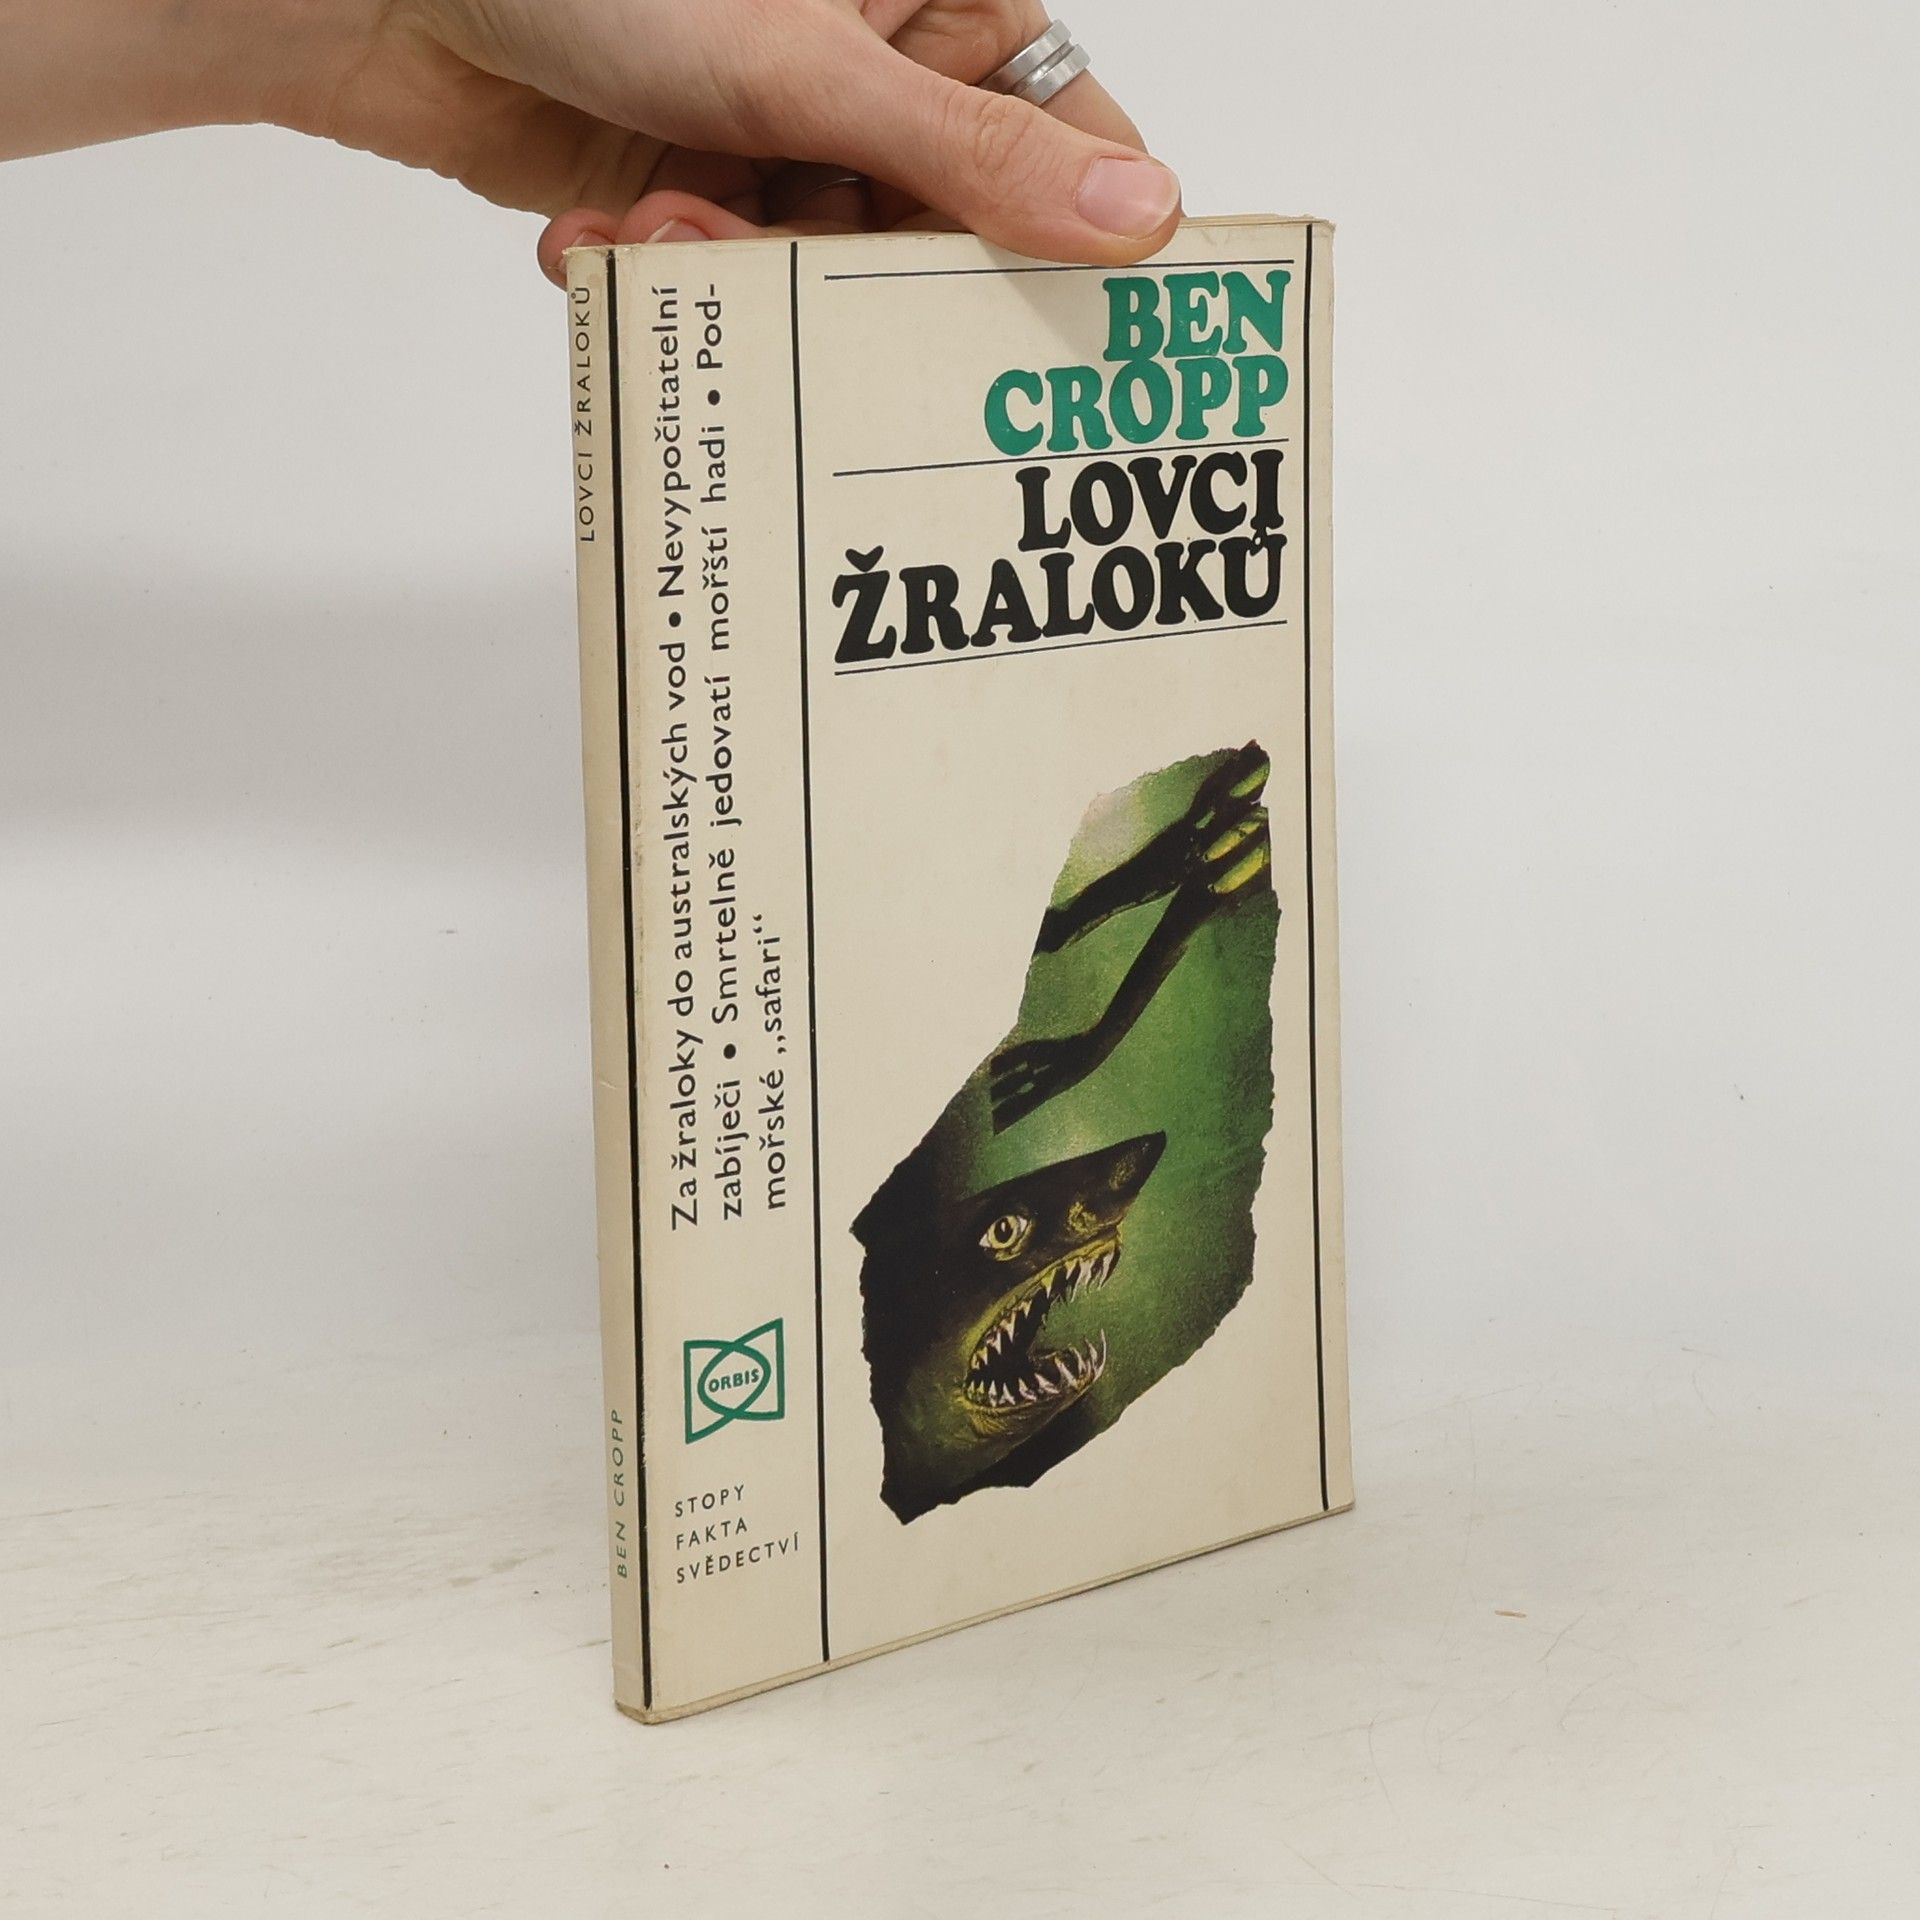 LOVCI ŽRALOKŮ
BEN CROPP
Za žraloky do australských vod • Nevypočitatelní
zabíječi • Smrtelně jedovatí mořští hadi • Pod-
mořské „safari“
ORBIS
STOPY
FAKTA
SVĚDECTVÍ
BEN
CROPP
LOVCI
ŽRALOKŮ